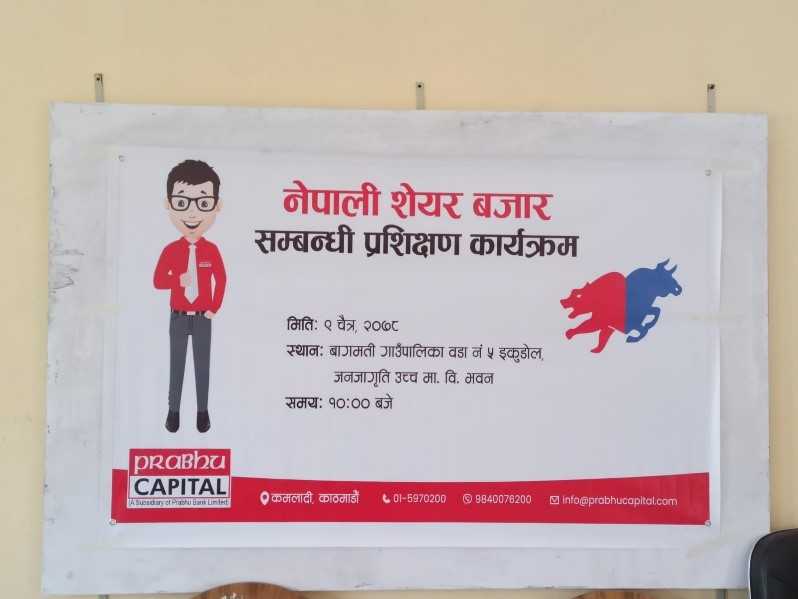 नेपाली शेयर बजार
सम्बन्धी प्रशिक्षण कार्यक्रम
मिति: ९ चैत्र, २०७८
स्थान: बागमती गाउँपालिका वडा नं ५ इकुडोल,
जनजागृति उच्च मा. वि. भवन
समय: १०:०० बजे
PRABHU
CAPITAL
(A Subsidiary of Prabhu Bank Limited)
कमलादी, काठमाडौं 01-5970200 9840076200 info@prabhucapital.com